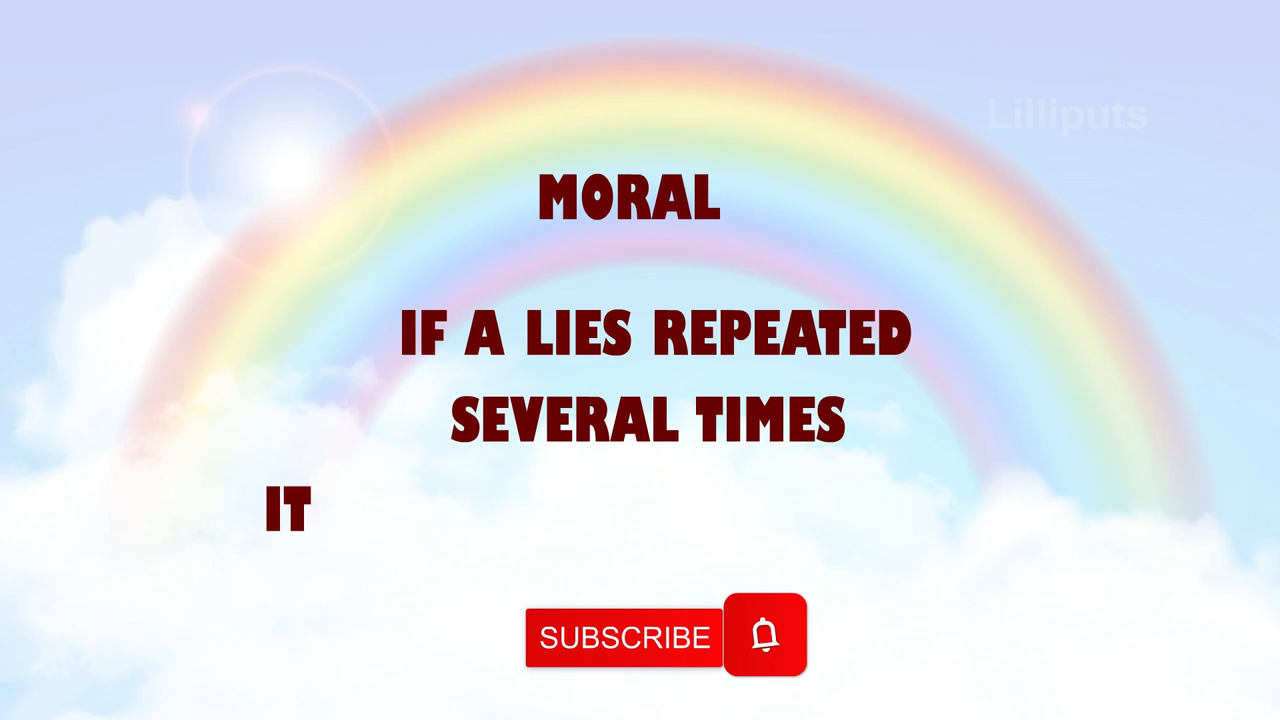 Lilliputs
MORAL
IF A LIES REPEATED
SEVERAL TIMES
IT
SUBSCRIBE